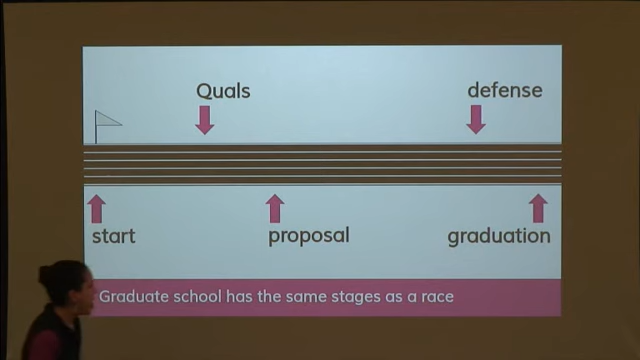 Quals
defense
start
proposal
graduation
Graduate school has the same stages as a race